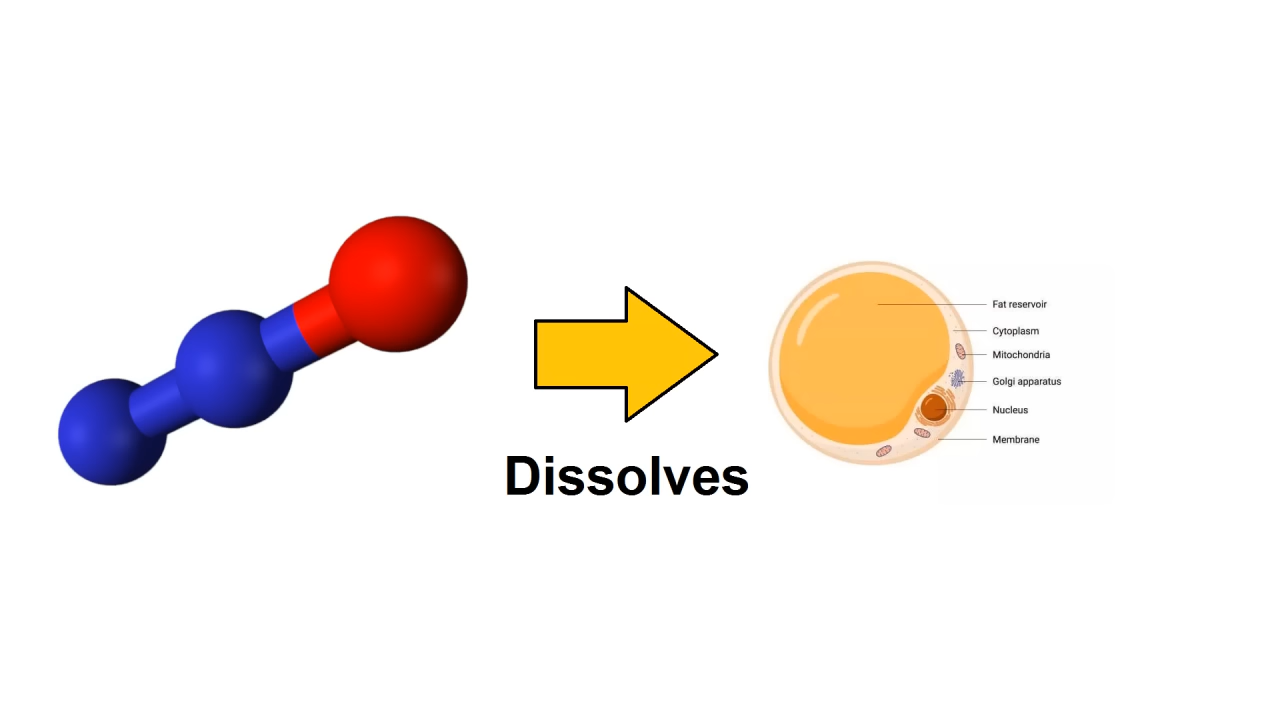 Dissolves
Fat reservoir
Cytoplasm
Mitochondria
Golgi apparatus
Nucleus
Membrane